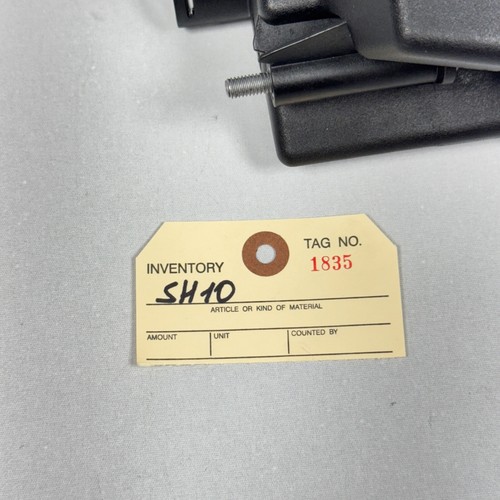 INVENTORY
TAG NO.
1835
SH10
ARTICLE OR KIND OF MATERIAL
AMOUNT UNIT COUNTED BY